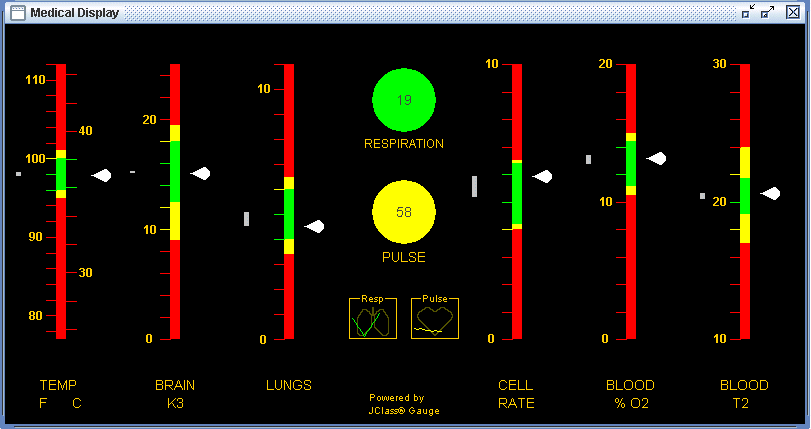 Medical Display
110
100
90
80
40
30
20
10
0
10
0
19
RESPIRATION
58
PULSE
Resp
Pulse
10
0
20
10
0
30
20
10
TEMP
F C
BRAIN
K3
LUNGS
Powered by
JClass® Gauge
CELL
RATE
BLOOD
% O2
BLOOD
T2